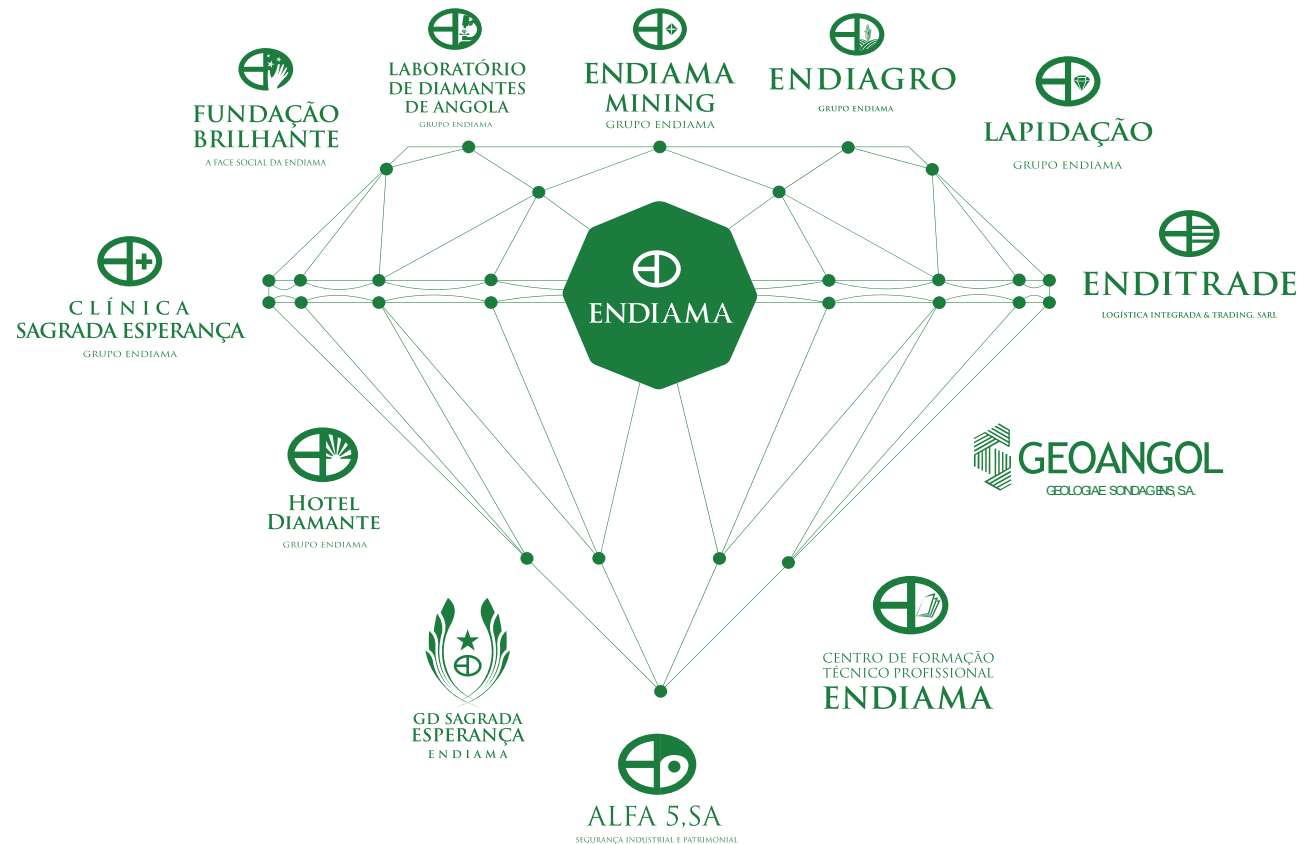 LABORATÓRIO
DE DIAMANTES
DE ANGOLA
GRUPO ENDIAMA
ENDIAMA
MINING
GRUPO ENDIAMA
ENDIAGRO
GRUPO ENDIAMA
FUNDAÇÃO
BRILHANTE
A FACE SOCIAL DA ENDIAMA
LAPIDAÇÃO
GRUPO ENDIAMA
CLÍNICA
SAGRADA ESPERANÇA
GRUPO ENDIAMA
ENDIAMA
ENDITRADE
LOGÍSTICA INTEGRADA & TRADING, SARL
HOTEL
DIAMANTE
GRUPO ENDIAMA
GEOANGOL
GEOLOGIA E SONDAGENS, S.A.
GD SAGRADA
ESPERANÇA
ENDIAMA
CENTRO DE FORMAÇÃO
TÉCNICO PROFISSIONAL
ENDIAMA
ALFA 5,SA
SEGURANÇA INDUSTRIAL E PATRIMONIAL